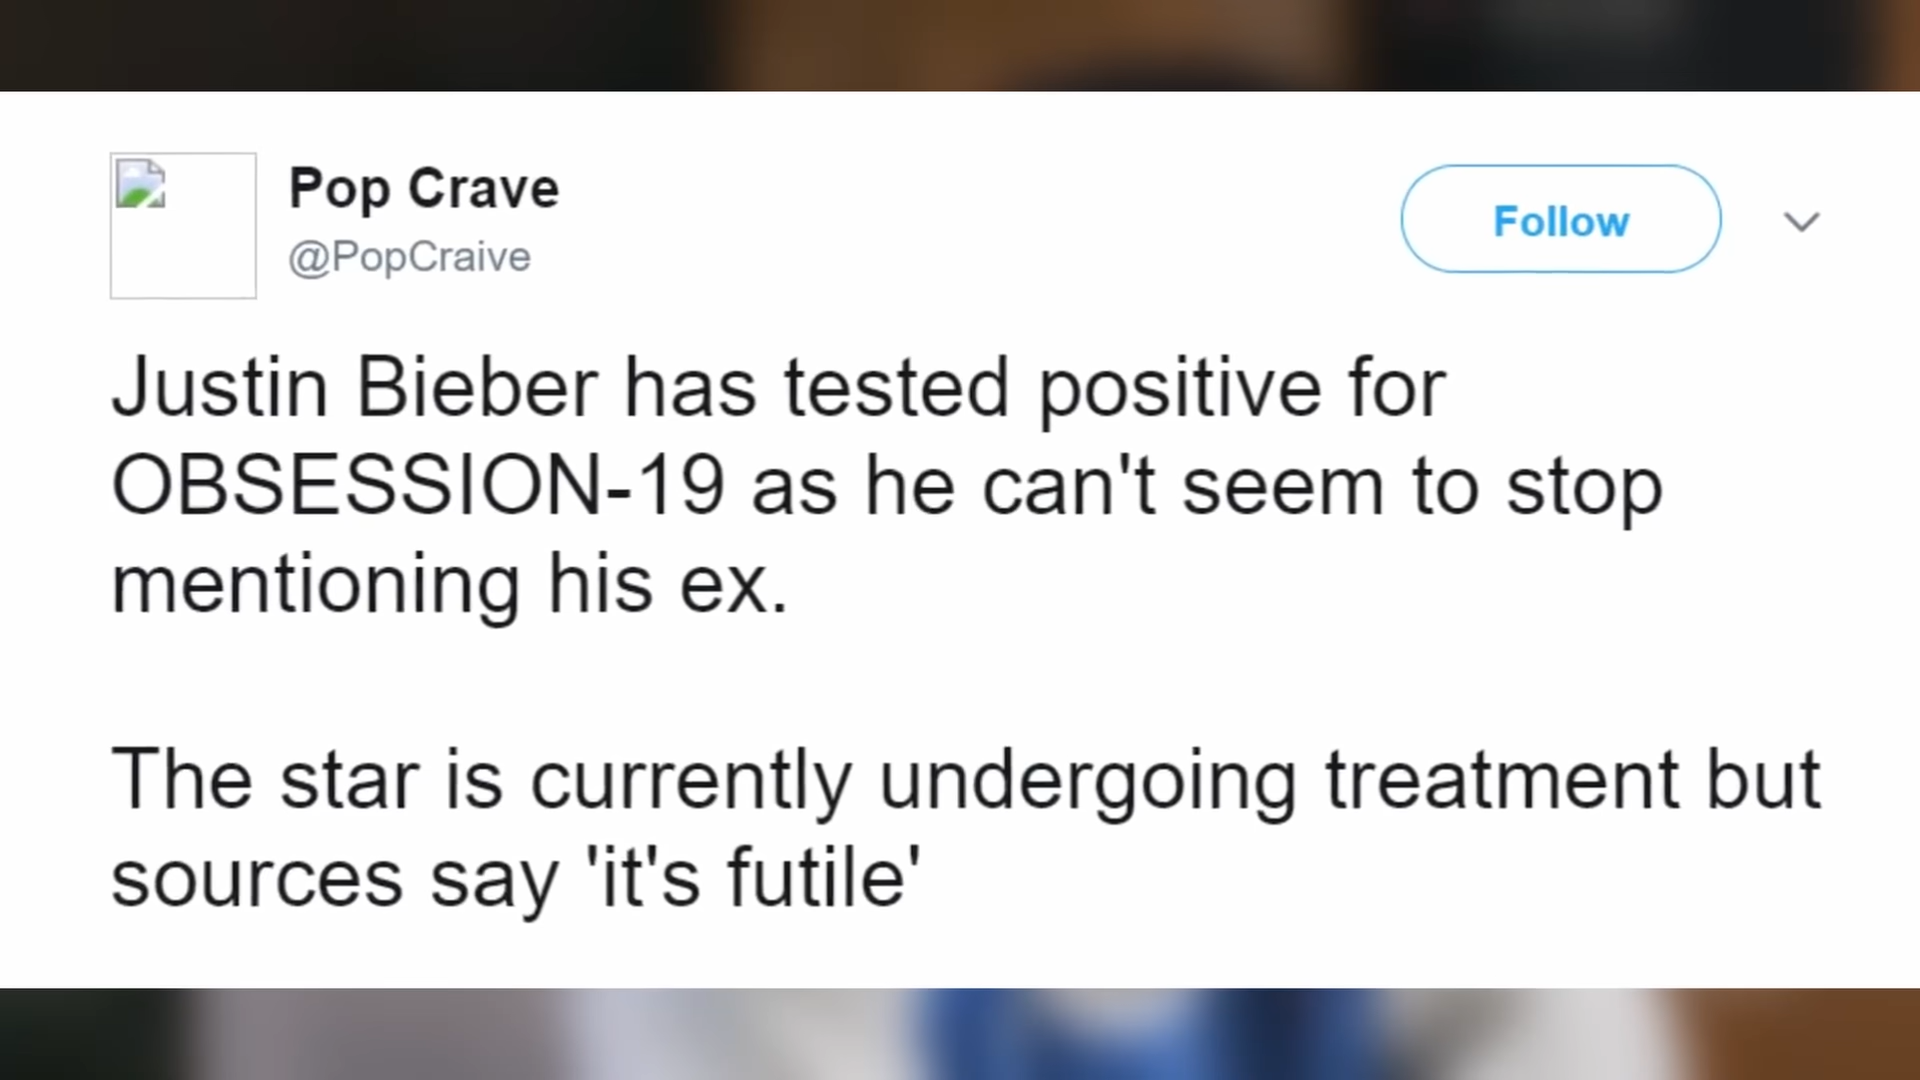 Pop Crave
@PopCraive
Follow
Justin Bieber has tested positive for
OBSESSION-19 as he can't seem to stop
mentioning his ex.
The star is currently undergoing treatment but
sources say 'it's futile'